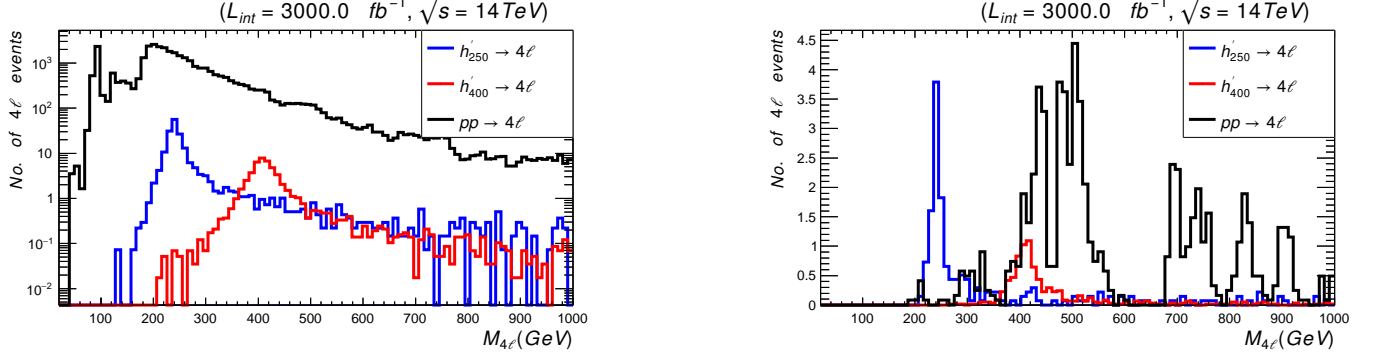 (L_int = 3000.0 fb⁻¹, √s = 14TeV)
No. of 4ℓ events
10³
10²
10
1
10⁻¹
10⁻²
h′₂₅₀ → 4ℓ
h′₄₀₀ → 4ℓ
pp → 4ℓ
100 200 300 400 500 600 700 800 900 1000
M₄ℓ(GeV)
(L_int = 3000.0 fb⁻¹, √s = 14TeV)
No. of 4ℓ events
4.5
4
3.5
3
2.5
2
1.5
1
0.5
0
h′₂₅₀ → 4ℓ
h′₄₀₀ → 4ℓ
pp → 4ℓ
100 200 300 400 500 600 700 800 900 1000
M₄ℓ(GeV)